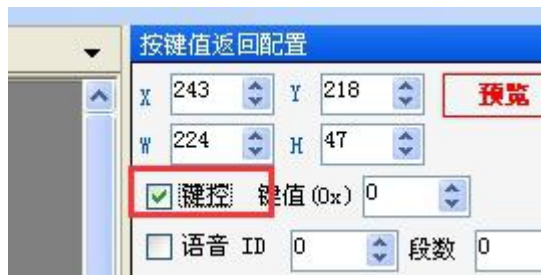 按键值返回配置
X 243 Y 218 预览
W 224 H 47
键控 键值(0x) 0
语音 ID 0 段数 0